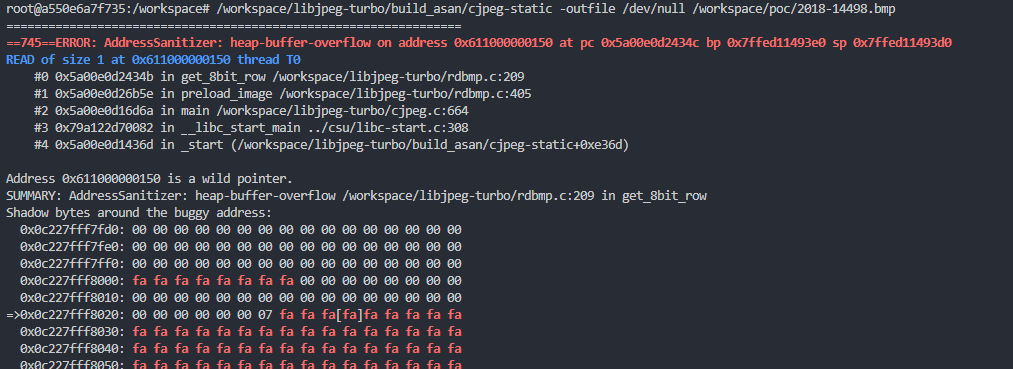 root@a550e6a7f735:/workspace# /workspace/libjpeg-turbo/build_asan/cjpeg-static -outfile /dev/null /workspace/poc/2018-14498.bmp
=================================================================
==745==ERROR: AddressSanitizer: heap-buffer-overflow on address 0x611000000150 at pc 0x5a00e0d2434c bp 0x7ffed11493e0 sp 0x7ffed11493d0
READ of size 1 at 0x611000000150 thread T0
    #0 0x5a00e0d2434b in get_8bit_row /workspace/libjpeg-turbo/rdbmp.c:209
    #1 0x5a00e0d26b5e in preload_image /workspace/libjpeg-turbo/rdbmp.c:405
    #2 0x5a00e0d16d6a in main /workspace/libjpeg-turbo/cjpeg.c:664
    #3 0x79a122d70082 in __libc_start_main ../csu/libc-start.c:308
    #4 0x5a00e0d1436d in _start (/workspace/libjpeg-turbo/build_asan/cjpeg-static+0xe36d)

Address 0x611000000150 is a wild pointer.
SUMMARY: AddressSanitizer: heap-buffer-overflow /workspace/libjpeg-turbo/rdbmp.c:209 in get_8bit_row
Shadow bytes around the buggy address:
  0x0c227fff7fd0: 00 00 00 00 00 00 00 00 00 00 00 00 00 00 00 00
  0x0c227fff7fe0: 00 00 00 00 00 00 00 00 00 00 00 00 00 00 00 00
  0x0c227fff7ff0: 00 00 00 00 00 00 00 00 00 00 00 00 00 00 00 00
  0x0c227fff8000: fa fa fa fa fa fa fa fa 00 00 00 00 00 00 00 00
  0x0c227fff8010: 00 00 00 00 00 00 00 00 00 00 00 00 00 00 00 00
=>0x0c227fff8020: 00 00 00 00 00 00 07 fa fa fa[fa]fa fa fa fa fa
  0x0c227fff8030: fa fa fa fa fa fa fa fa fa fa fa fa fa fa fa fa
  0x0c227fff8040: fa fa fa fa fa fa fa fa fa fa fa fa fa fa fa fa
  0x0c227fff8050: fa fa fa fa fa fa fa fa fa fa fa fa fa fa fa fa